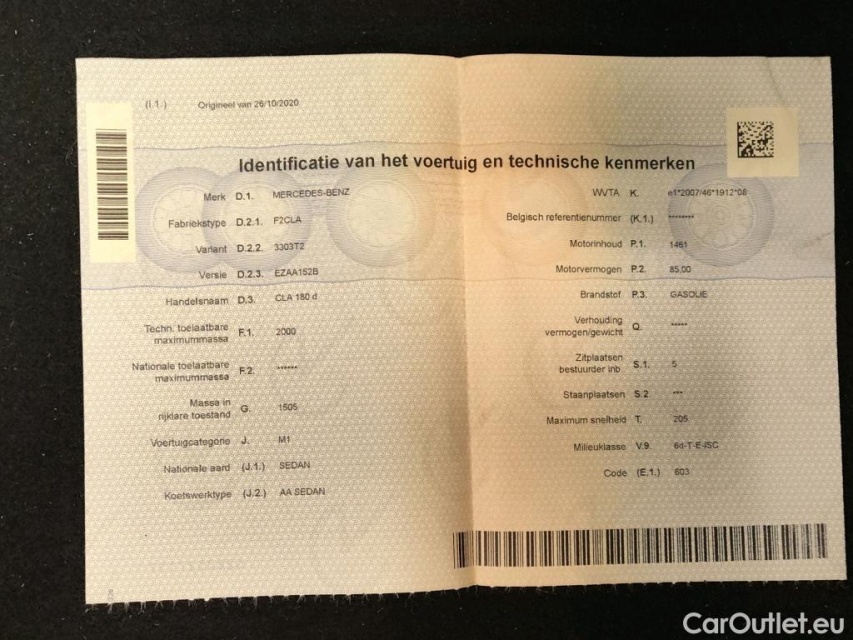 (I.1.) Origineel van 26/10/2020
Identificatie van het voertuig en technische kenmerken
Merk D.1. MERCEDES-BENZ
Fabriekstype D.2.1. F2CLA
Variant D.2.2. 3303T2
Versie D.2.3. EZAA152B
Handelsnaam D.3. CLA 180 d
Techn. toelaatbare
maximummassa F.1. 2000
Nationale toelaatbare
maximummassa F.2. ******
Massa in
rijklare toestand G. 1505
Voertuigcategorie J. M1
Nationale aard (J.1.) SEDAN
Koetswerktype (J.2.) AA SEDAN
WVTA K. e1*2007/46*1912*08
Belgisch referentienummer (K.1.) ********
Motorinhoud P.1. 1461
Motorvermogen P.2. 85.00
Brandstof P.3. GASOLIE
Verhouding
vermogen/gewicht Q. *****
Zitplaatsen
bestuurder inb. S.1. 5
Staanplaatsen S.2. ***
Maximum snelheid T. 205
Milieuklasse V.9. 6d-T-E-ISC
Code (E.1.) 603
CarOutlet.eu